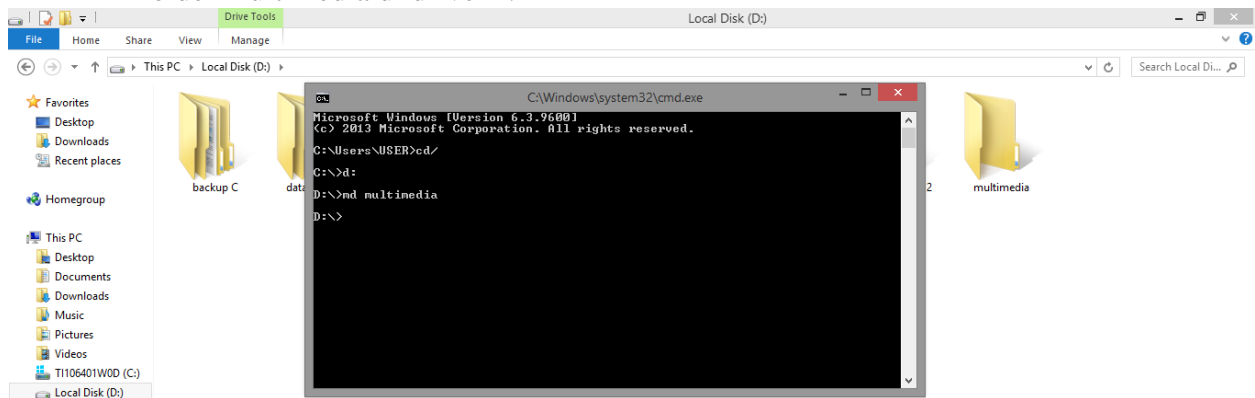 Drive Tools
Local Disk (D:)
File Home Share View Manage
This PC Local Disk (D:)
Search Local Di...
Favorites
Desktop
Downloads
Recent places
Homegroup
This PC
Desktop
Documents
Downloads
Music
Pictures
Videos
TI106401W0D (C:)
Local Disk (D:)
backup C
data
2
multimedia
C:\Windows\system32\cmd.exe
Microsoft Windows [Version 6.3.9600]
(c) 2013 Microsoft Corporation. All rights reserved.
C:\Users\USER>cd/
C:\>d:
D:\>md multimedia
D:\>